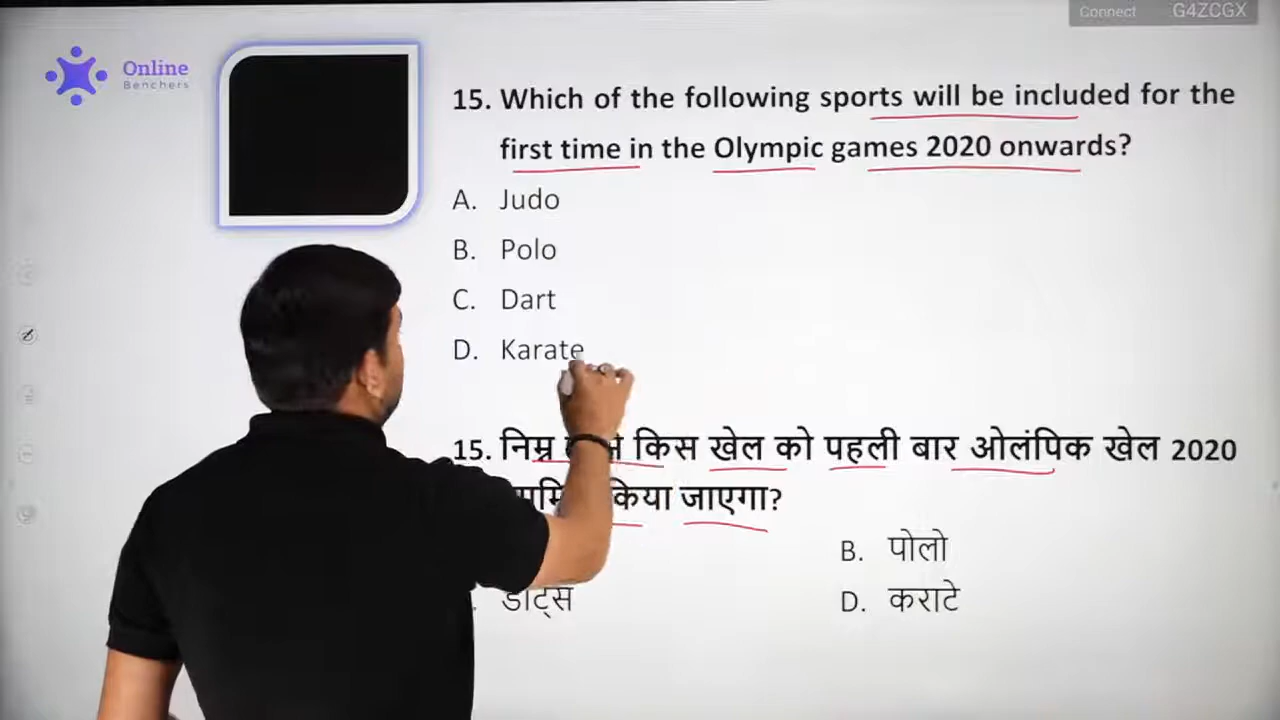 Connect G4ZCGX
Online
Benchers
15. Which of the following sports will be included for the
first time in the Olympic games 2020 onwards?
A. Judo
B. Polo
C. Dart
D. Karate
15. निम्न किस खेल को पहली बार ओलंपिक खेल 2020
किया जाएगा?
B. पोलो
डार्ट्स
D. कराटे